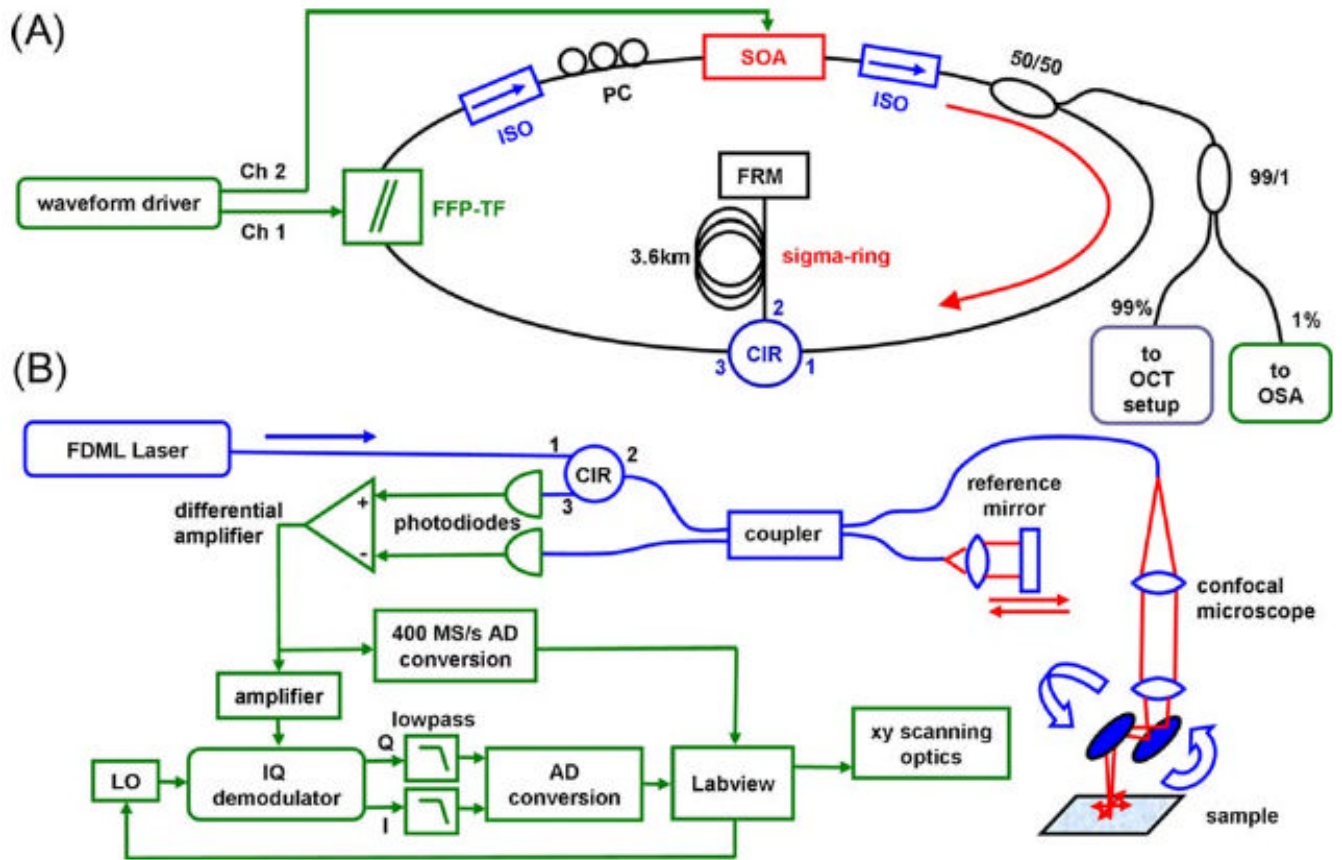 (A)
SOA
50/50
PC
ISO
ISO
Ch 2
FRM
99/1
waveform driver
FFP-TF
Ch 1
3.6km
sigma-ring
2
99%
1%
CIR
3
1
to
OCT
setup
to
OSA
(B)
FDML Laser
1
2
CIR
3
reference
mirror
differential
amplifier
+
photodiodes
-
coupler
confocal
microscope
400 MS/s AD
conversion
amplifier
lowpass
Q
xy scanning
optics
LO
IQ
demodulator
AD
conversion
Labview
I
sample